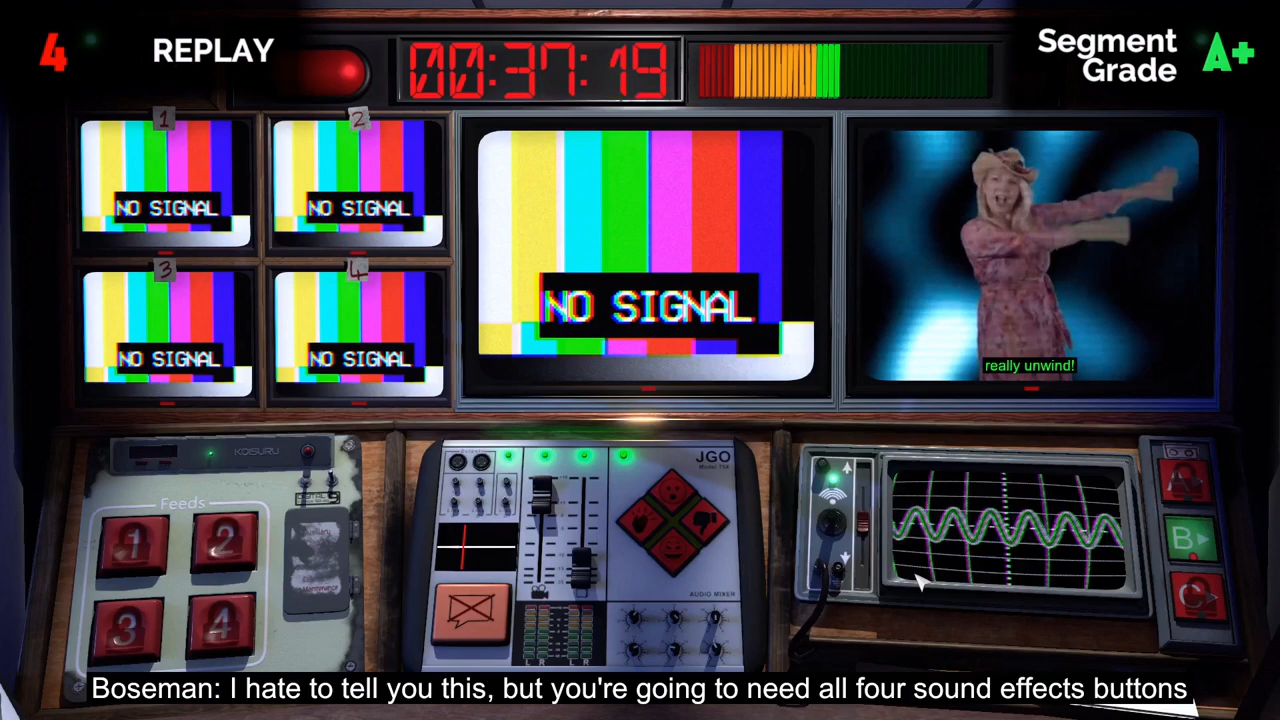 4
REPLAY
00:37:19
Segment
Grade
A+
1
2
NO SIGNAL
NO SIGNAL
3
4
NO SIGNAL
NO SIGNAL
NO SIGNAL
really unwind!
KOISURU
Feeds
1
2
3
4
JGO
AUDIO MIXER
L R
L R
A
B
C
Boseman: I hate to tell you this, but you're going to need all four sound effects buttons